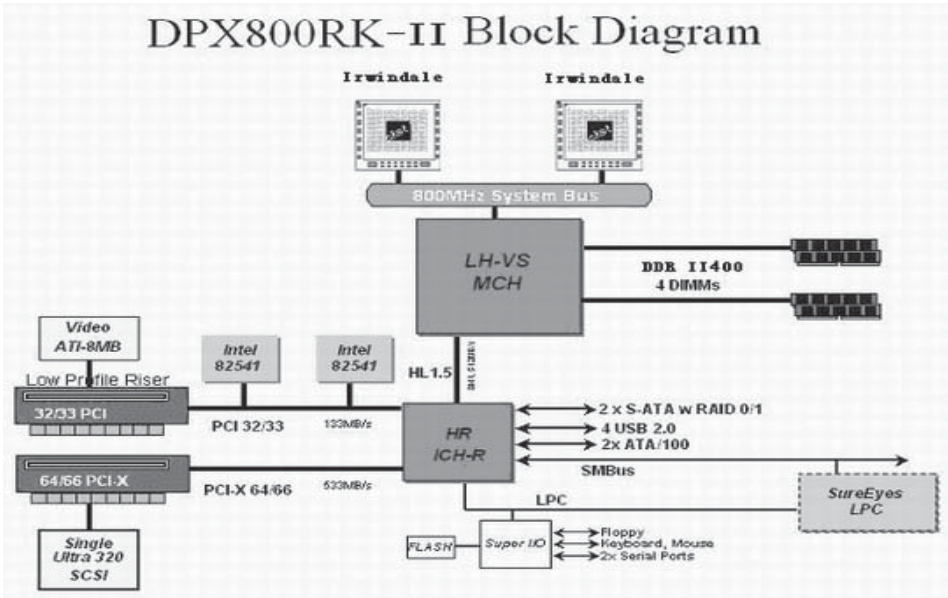 DPX800RK-II Block Diagram
Irwindale
Irwindale
800MHz System Bus
LH-VS
MCH
DDR II400
4 DIMMs
Video
ATI-8MB
Intel
82541
Intel
82541
HL1.5
Low Profile Riser
32/33 PCI
PCI 32/33
133MB/s
HR
ICH-R
2 x S-ATA w RAID 0/1
4 USB 2.0
2x ATA/100
SMBus
64/66 PCI-X
PCI-X 64/66
533MB/s
LPC
SureEyes
LPC
Single
Ultra 320
SCSI
FLASH
Super I/O
Floppy
Keyboard, Mouse
2x Serial Ports